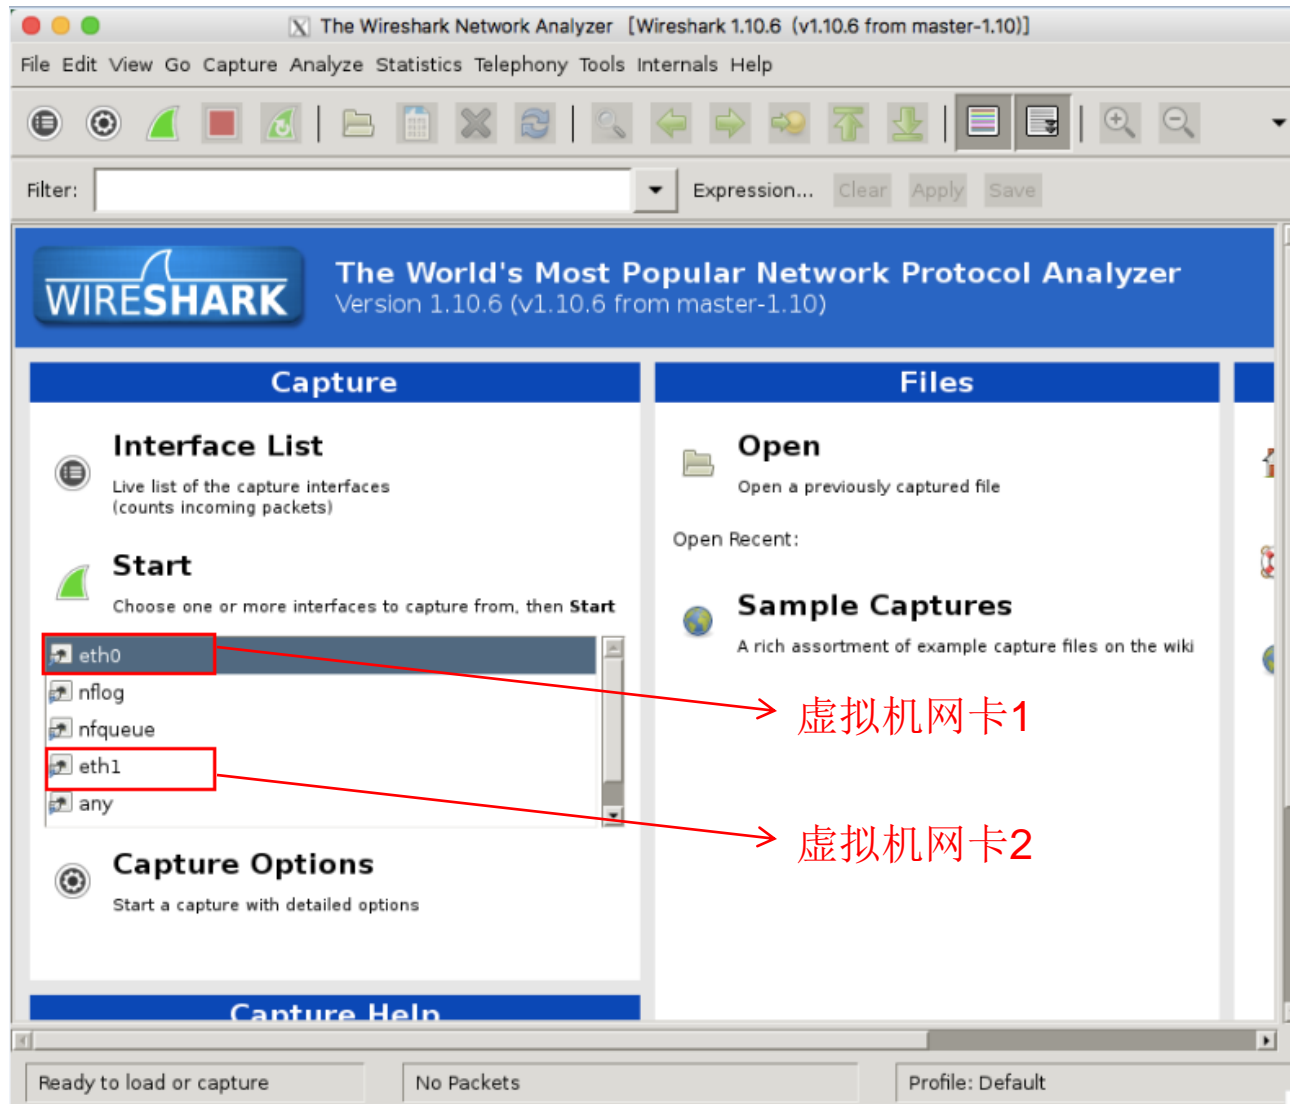 The Wireshark Network Analyzer [Wireshark 1.10.6 (v1.10.6 from master-1.10)]
File Edit View Go Capture Analyze Statistics Telephony Tools Internals Help
Filter:
Expression... Clear Apply Save
WIRESHARK
The World's Most Popular Network Protocol Analyzer
Version 1.10.6 (v1.10.6 from master-1.10)
Capture
Interface List
Live list of the capture interfaces
(counts incoming packets)
Start
Choose one or more interfaces to capture from, then Start
eth0
nflog
nfqueue
eth1
any
Capture Options
Start a capture with detailed options
Capture Help
Files
Open
Open a previously captured file
Open Recent:
Sample Captures
A rich assortment of example capture files on the wiki
虚拟机网卡1
虚拟机网卡2
Ready to load or capture
No Packets
Profile: Default